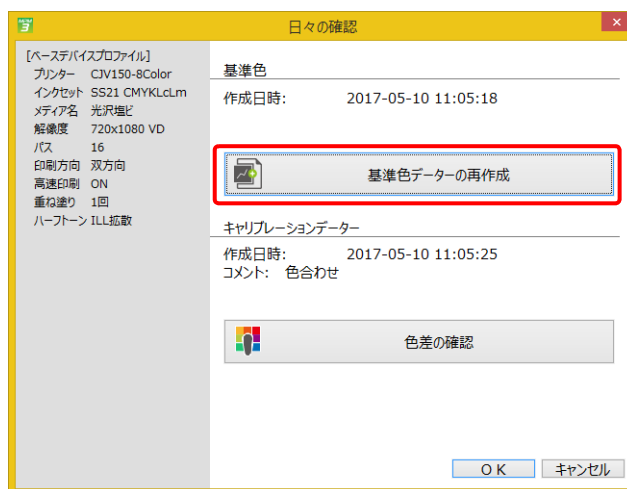 日々の確認
[ベースデバイスプロファイル]
プリンター CJV150-8Color
インクセット SS21 CMYKLcLm
メディア名 光沢塩ビ
解像度 720x1080 VD
パス 16
印刷方向 双方向
高速印刷 ON
重ね塗り 1回
ハーフトーン ILL拡散
基準色
作成日時: 2017-05-10 11:05:18
基準色データーの再作成
キャリブレーションデーター
作成日時: 2017-05-10 11:05:25
コメント: 色合わせ
色差の確認
OK キャンセル